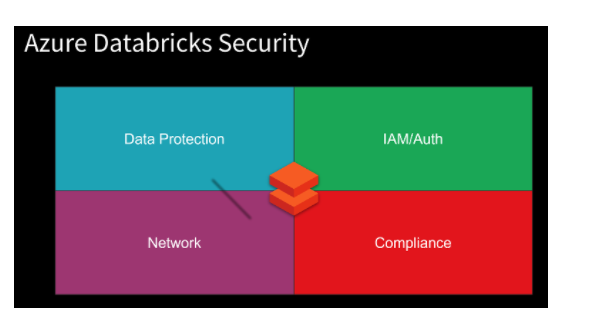 Azure Databricks Security
Data Protection
IAM/Auth
Network
Compliance